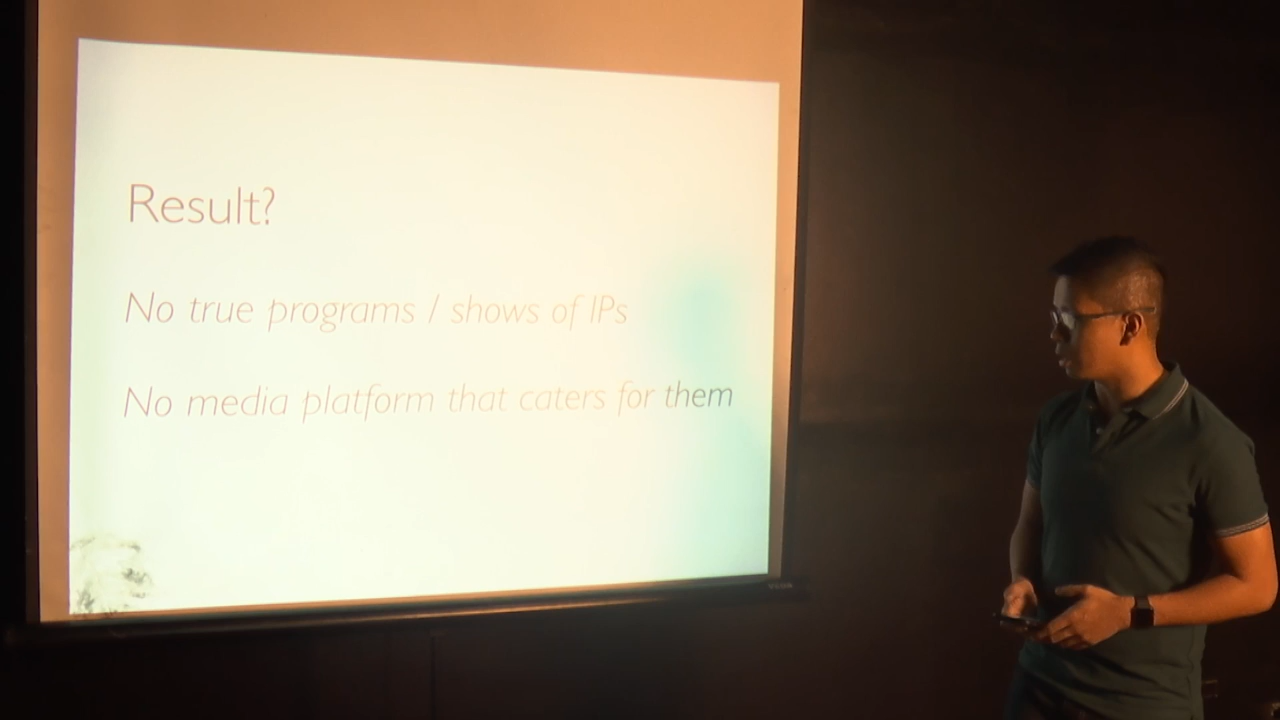 Result?
No true programs / shows of IPs
No media platform that caters for them